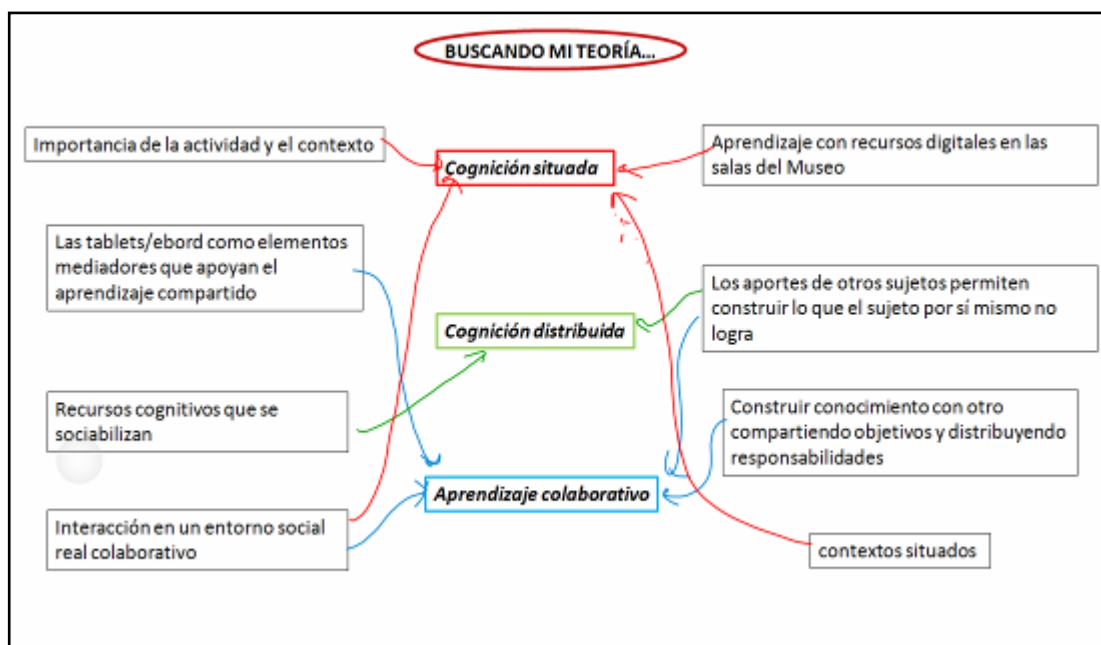 BUSCANDO MI TEORÍA...
Importancia de la actividad y el contexto
Cognición situada
Aprendizaje con recursos digitales en las
salas del Museo
Las tablets/ebord como elementos
mediadores que apoyan el
aprendizaje compartido
Los aportes de otros sujetos permiten
construir lo que el sujeto por sí mismo no
logra
Cognición distribuida
Recursos cognitivos que se
sociabilizan
Construir conocimiento con otro
compartiendo objetivos y distribuyendo
responsabilidades
Aprendizaje colaborativo
Interacción en un entorno social
real colaborativo
contextos situados